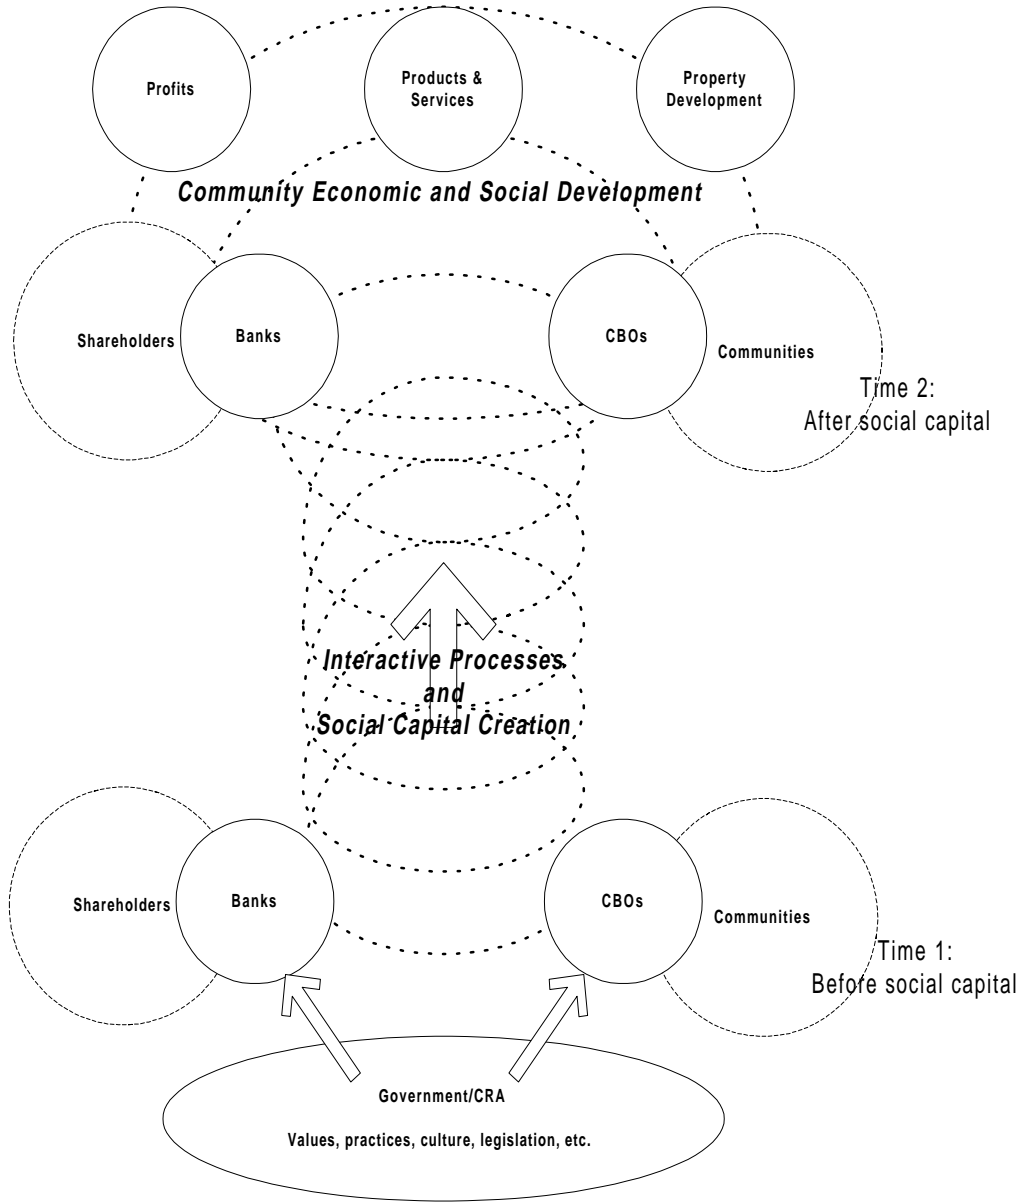 Profits
Products &
Services
Property
Development
Community Economic and Social Development
Shareholders
Banks
CBOs
Communities
Time 2:
After social capital
Interactive Processes
and
Social Capital Creation
Shareholders
Banks
CBOs
Communities
Time 1:
Before social capital
Government/CRA
Values, practices, culture, legislation, etc.